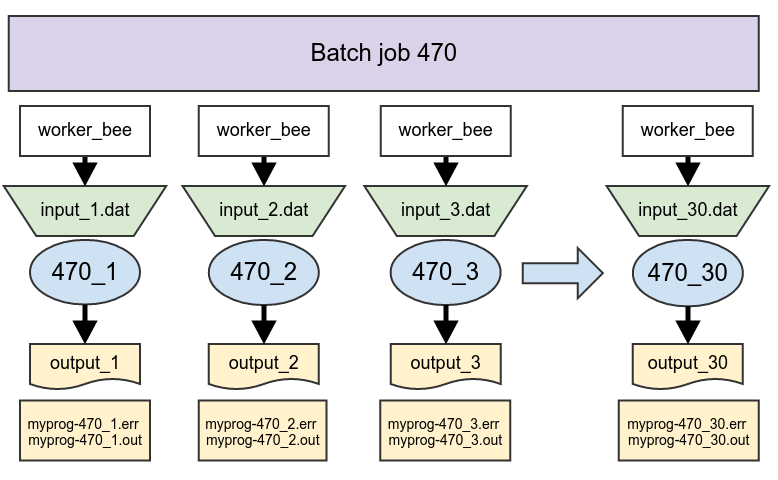 Batch job 470
worker_bee
worker_bee
worker_bee
worker_bee
input_1.dat
input_2.dat
input_3.dat
input_30.dat
470_1
470_2
470_3
470_30
output_1
output_2
output_3
output_30
myprog-470_1.err
myprog-470_1.out
myprog-470_2.err
myprog-470_2.out
myprog-470_3.err
myprog-470_3.out
myprog-470_30.err
myprog-470_30.out